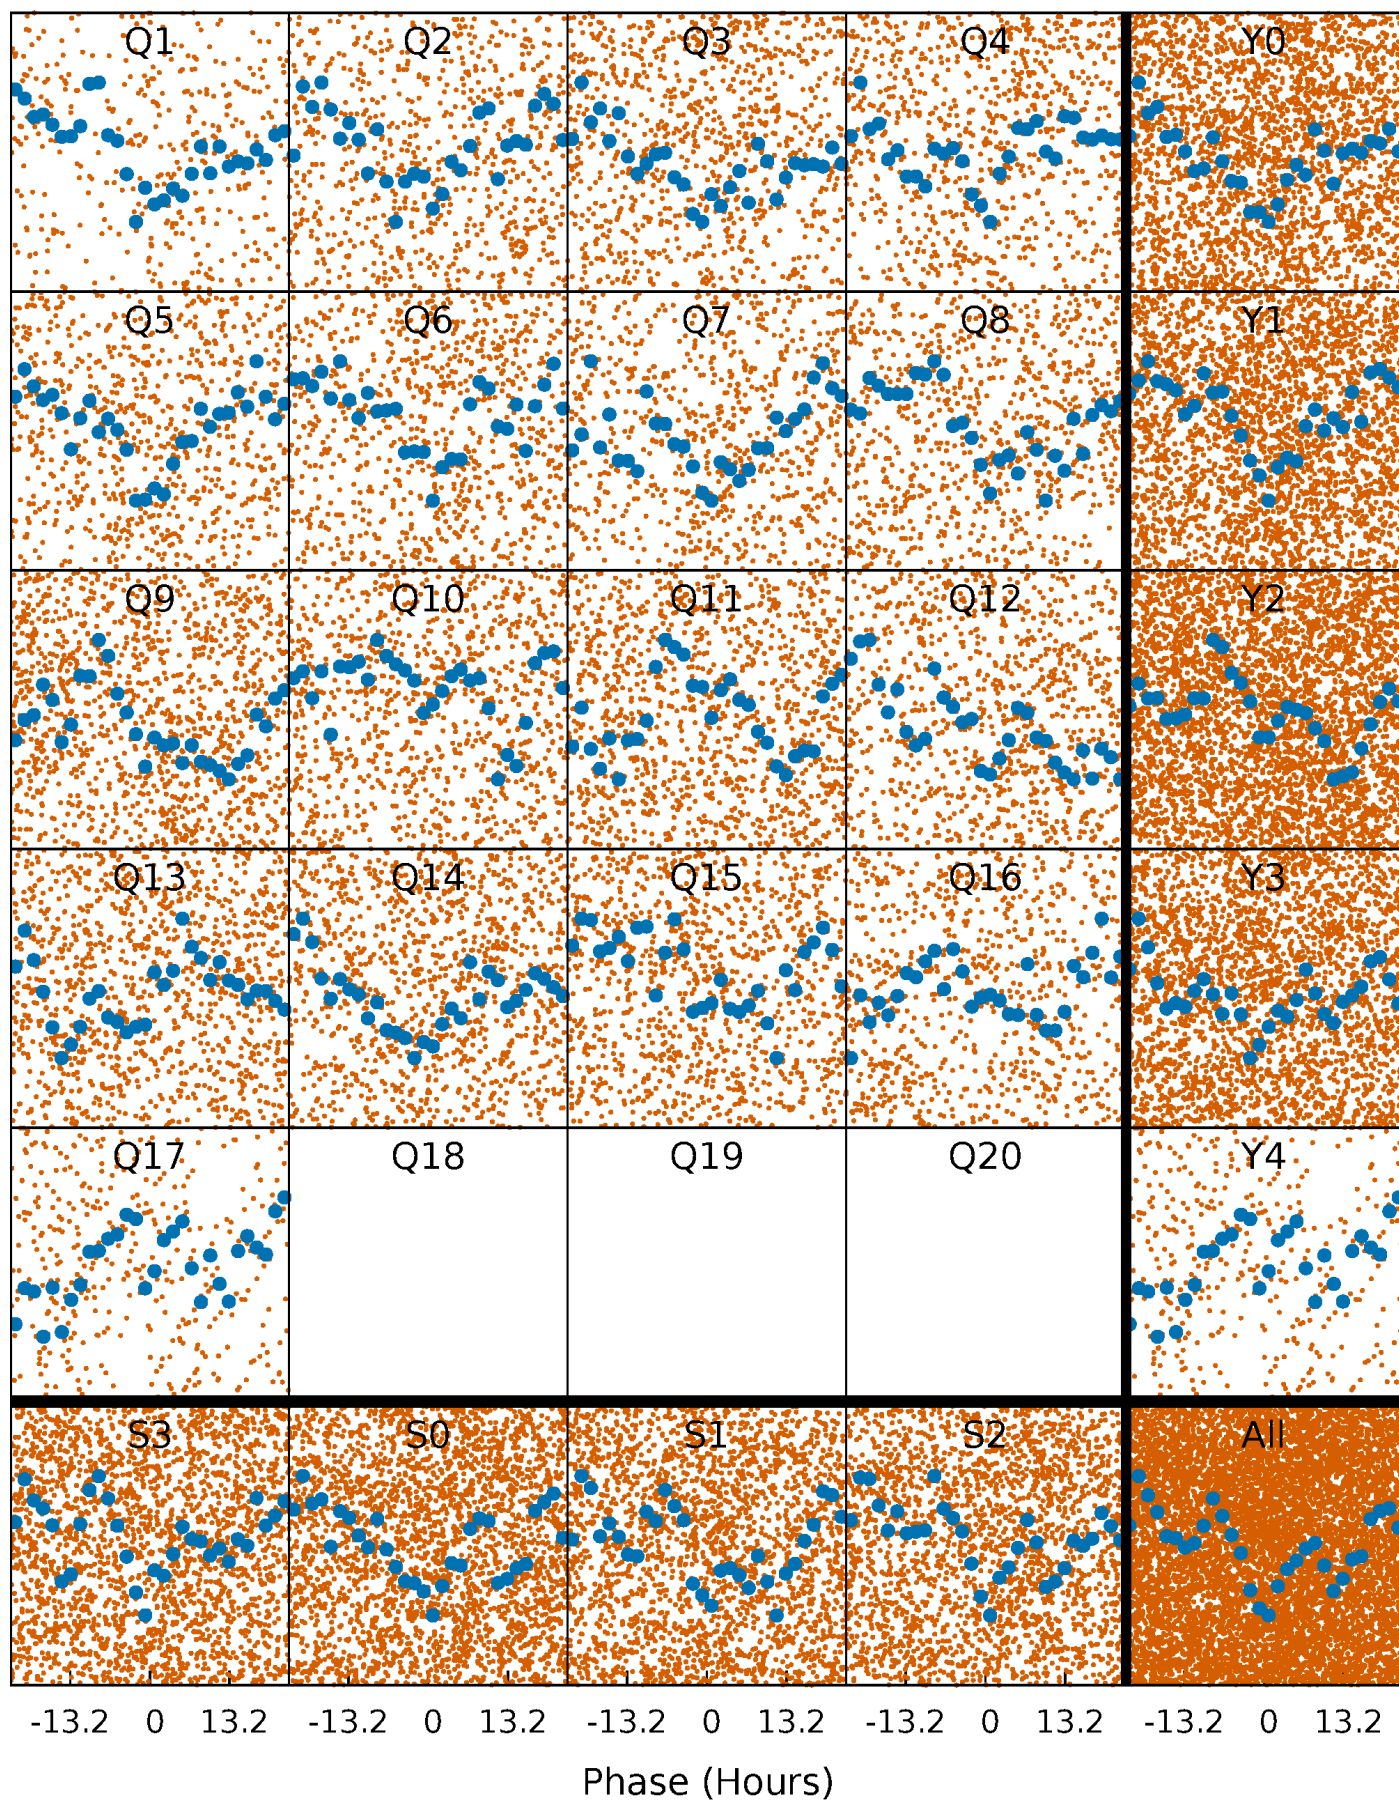 Q1 Q2 Q3 Q4 Y0
Q5 Q6 Q7 Q8 Y1
Q9 Q10 Q11 Q12 Y2
Q13 Q14 Q15 Q16 Y3
Q17 Q18 Q19 Q20 Y4
S3 S0 S1 S2 All
-13.2 0 13.2 -13.2 0 13.2 -13.2 0 13.2 -13.2 0 13.2 -13.2 0 13.2
Phase (Hours)